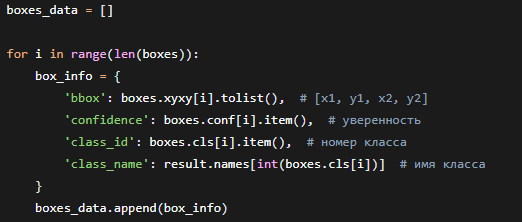 boxes_data = []
for i in range(len(boxes)):
    box_info = {
        'bbox': boxes.xyxy[i].tolist(),  # [x1, y1, x2, y2]
        'confidence': boxes.conf[i].item(),  # уверенность
        'class_id': boxes.cls[i].item(),  # номер класса
        'class_name': result.names[int(boxes.cls[i])]  # имя класса
    }
    boxes_data.append(box_info)